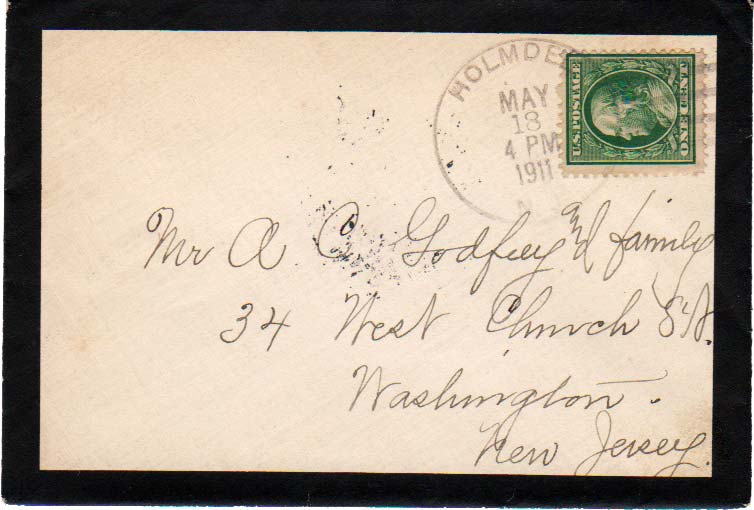 HOLMDEL
MAY
18
4 PM
1911
N.
U.S. POSTAGE
ONE CENT
Mr A C Godfrey and family
34 West Church St.
Washington.
New Jersey.